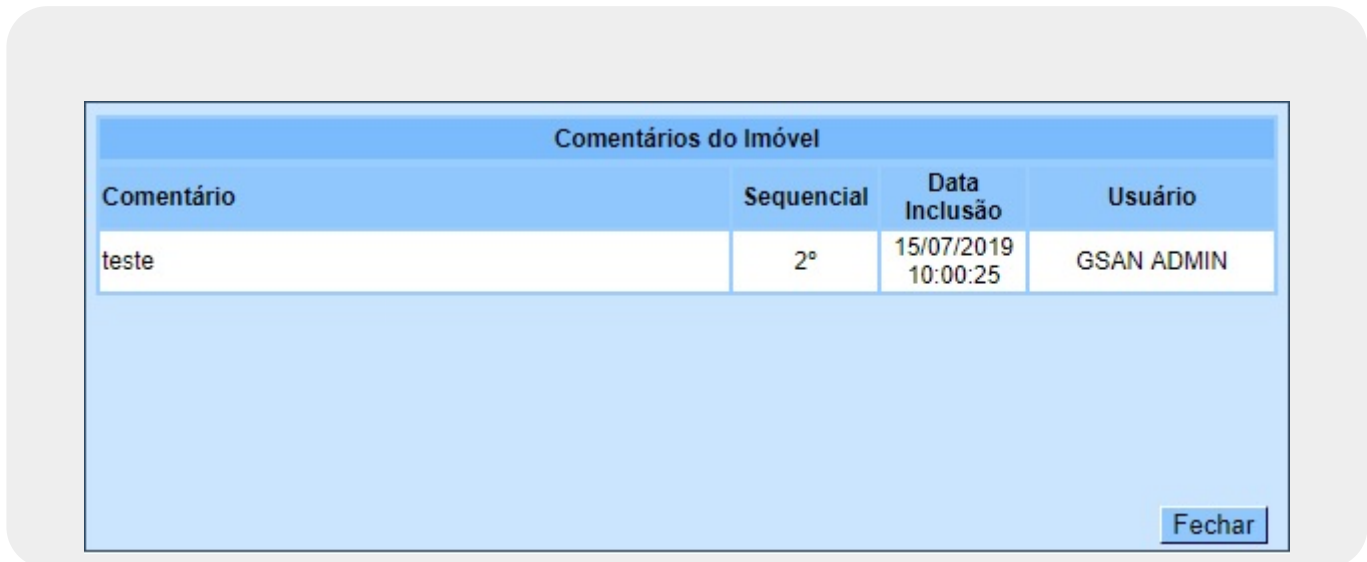 Comentários do Imóvel
Comentário Sequencial Data Inclusão Usuário
teste 2º 15/07/2019 10:00:25 GSAN ADMIN
Fechar